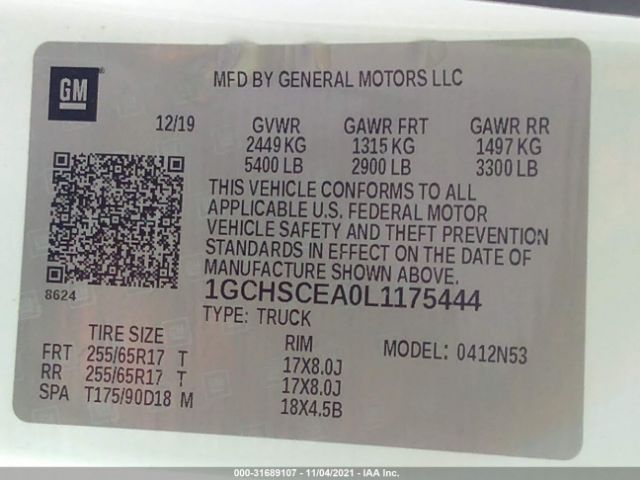 GM
MFD BY GENERAL MOTORS LLC
12/19 GVWR GAWR FRT GAWR RR
2449 KG 1315 KG 1497 KG
5400 LB 2900 LB 3300 LB
THIS VEHICLE CONFORMS TO ALL
APPLICABLE U.S. FEDERAL MOTOR
VEHICLE SAFETY AND THEFT PREVENTION
STANDARDS IN EFFECT ON THE DATE OF
MANUFACTURE SHOWN ABOVE.
8624
1GCHSCEA0L1175444
TYPE: TRUCK
TIRE SIZE RIM MODEL: 0412N53
FRT 255/65R17 T 17X8.0J
RR 255/65R17 T 17X8.0J
SPA T175/90D18 M 18X4.5B
000-31689107 - 11/04/2021 - IAA Inc.